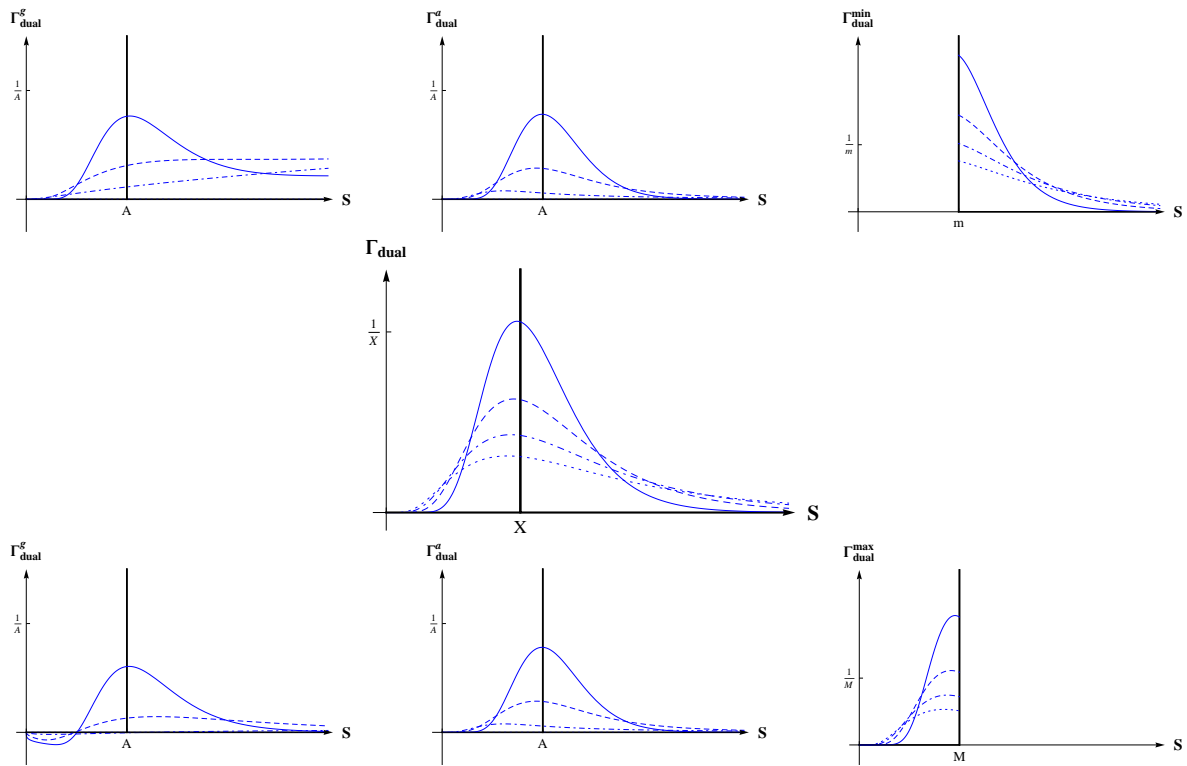 Γ^g_dual
1/A
A
S
Γ^a_dual
1/A
A
S
Γ^min_dual
1/m
m
S
Γ_dual
1/X
X
S
Γ^g_dual
1/A
A
S
Γ^a_dual
1/A
A
S
Γ^max_dual
1/M
M
S